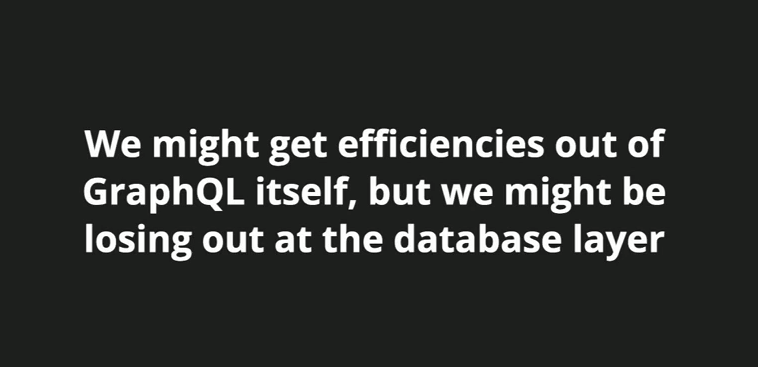 We might get efficiencies out of
GraphQL itself, but we might be
losing out at the database layer